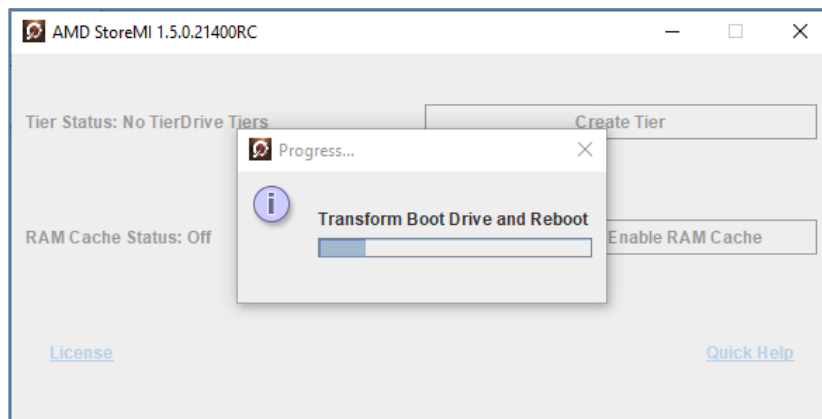 AMD StoreMI 1.5.0.21400RC
Tier Status: No TierDrive Tiers
Create Tier
Progress...
Transform Boot Drive and Reboot
RAM Cache Status: Off
Enable RAM Cache
License
Quick Help